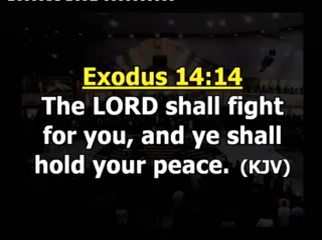 Exodus 14:14
The LORD shall fight
for you, and ye shall
hold your peace. (KJV)